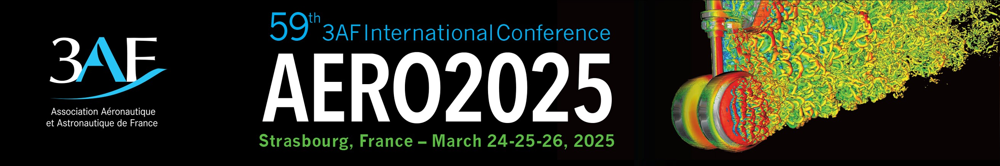 3AF
Association Aéronautique
et Astronautique de France
59th 3AF International Conference
AERO2025
Strasbourg, France – March 24-25-26, 2025